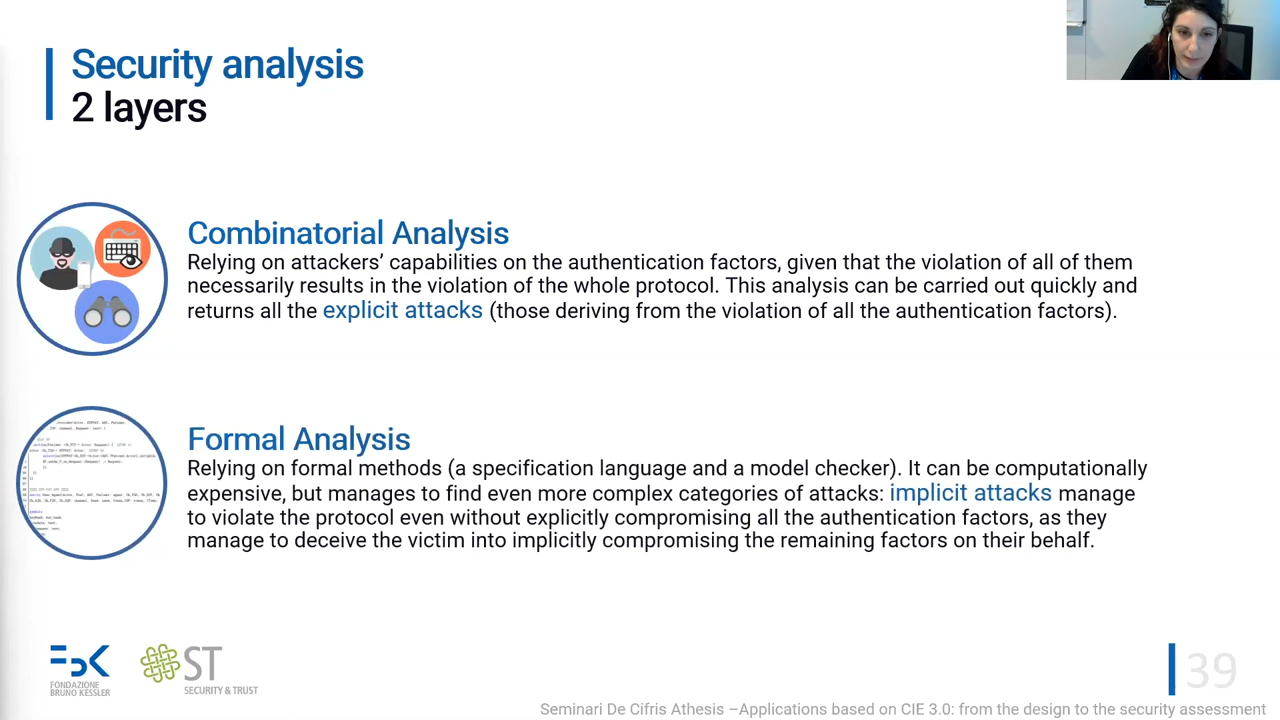 Security analysis
2 layers
Combinatorial Analysis
Relying on attackers’ capabilities on the authentication factors, given that the violation of all of them
necessarily results in the violation of the whole protocol. This analysis can be carried out quickly and
returns all the explicit attacks (those deriving from the violation of all the authentication factors).
Formal Analysis
Relying on formal methods (a specification language and a model checker). It can be computationally
expensive, but manages to find even more complex categories of attacks: implicit attacks manage
to violate the protocol even without explicitly compromising all the authentication factors, as they
manage to deceive the victim into implicitly compromising the remaining factors on their behalf.
FBK
FONDAZIONE
BRUNO KESSLER
ST
SECURITY & TRUST
39
Seminari De Cifris Athesis –Applications based on CIE 3.0: from the design to the security assessment